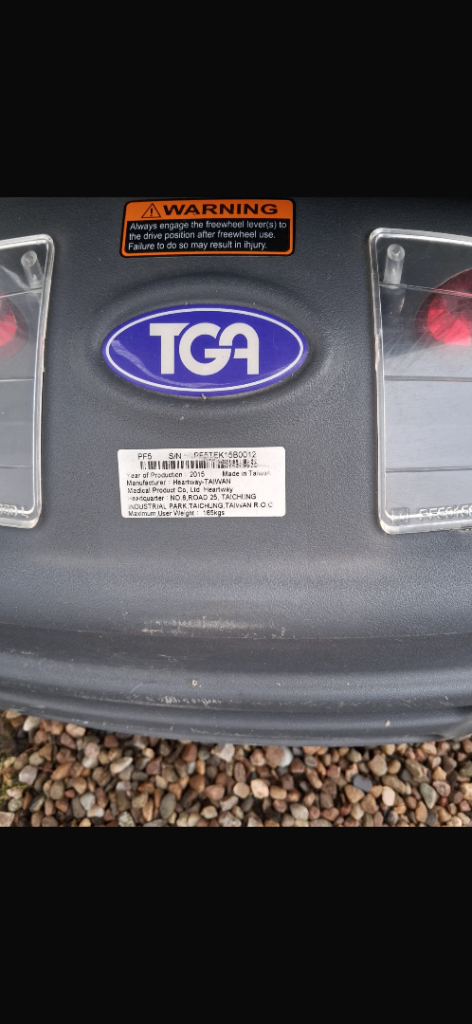 WARNING
Always engage the freewheel lever(s) to
the drive position after freewheel use.
Failure to do so may result in injury.
TGA
PF5 S/N PF5TEK15B0012
Year of Production : 2015 Made in Taiwan
Manufacturer : Heartway-TAIWAN
Medical Product Co, Ltd Heartway
Headquarter : NO.6,ROAD 25, TAICHUNG
INDUSTRIAL PARK,TAICHUNG,TAIWAN R.O.C
Maximum User Weight : 165kgs